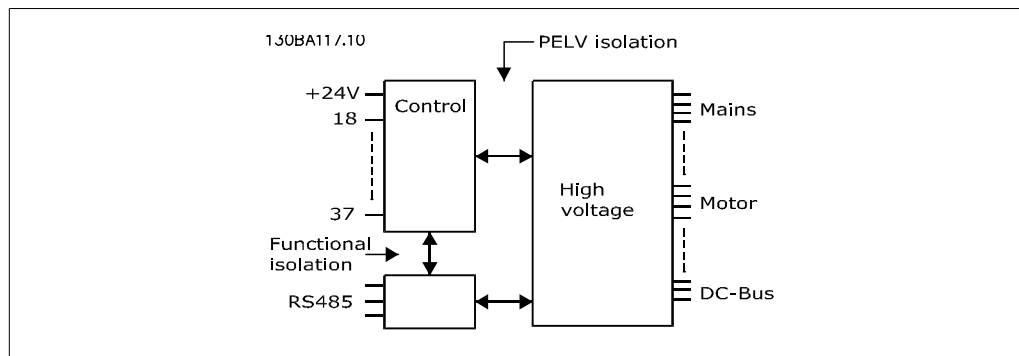 130BA117.10
PELV isolation
+24V
Control
18
Mains
High
voltage
37
Motor
Functional
isolation
RS485
DC-Bus